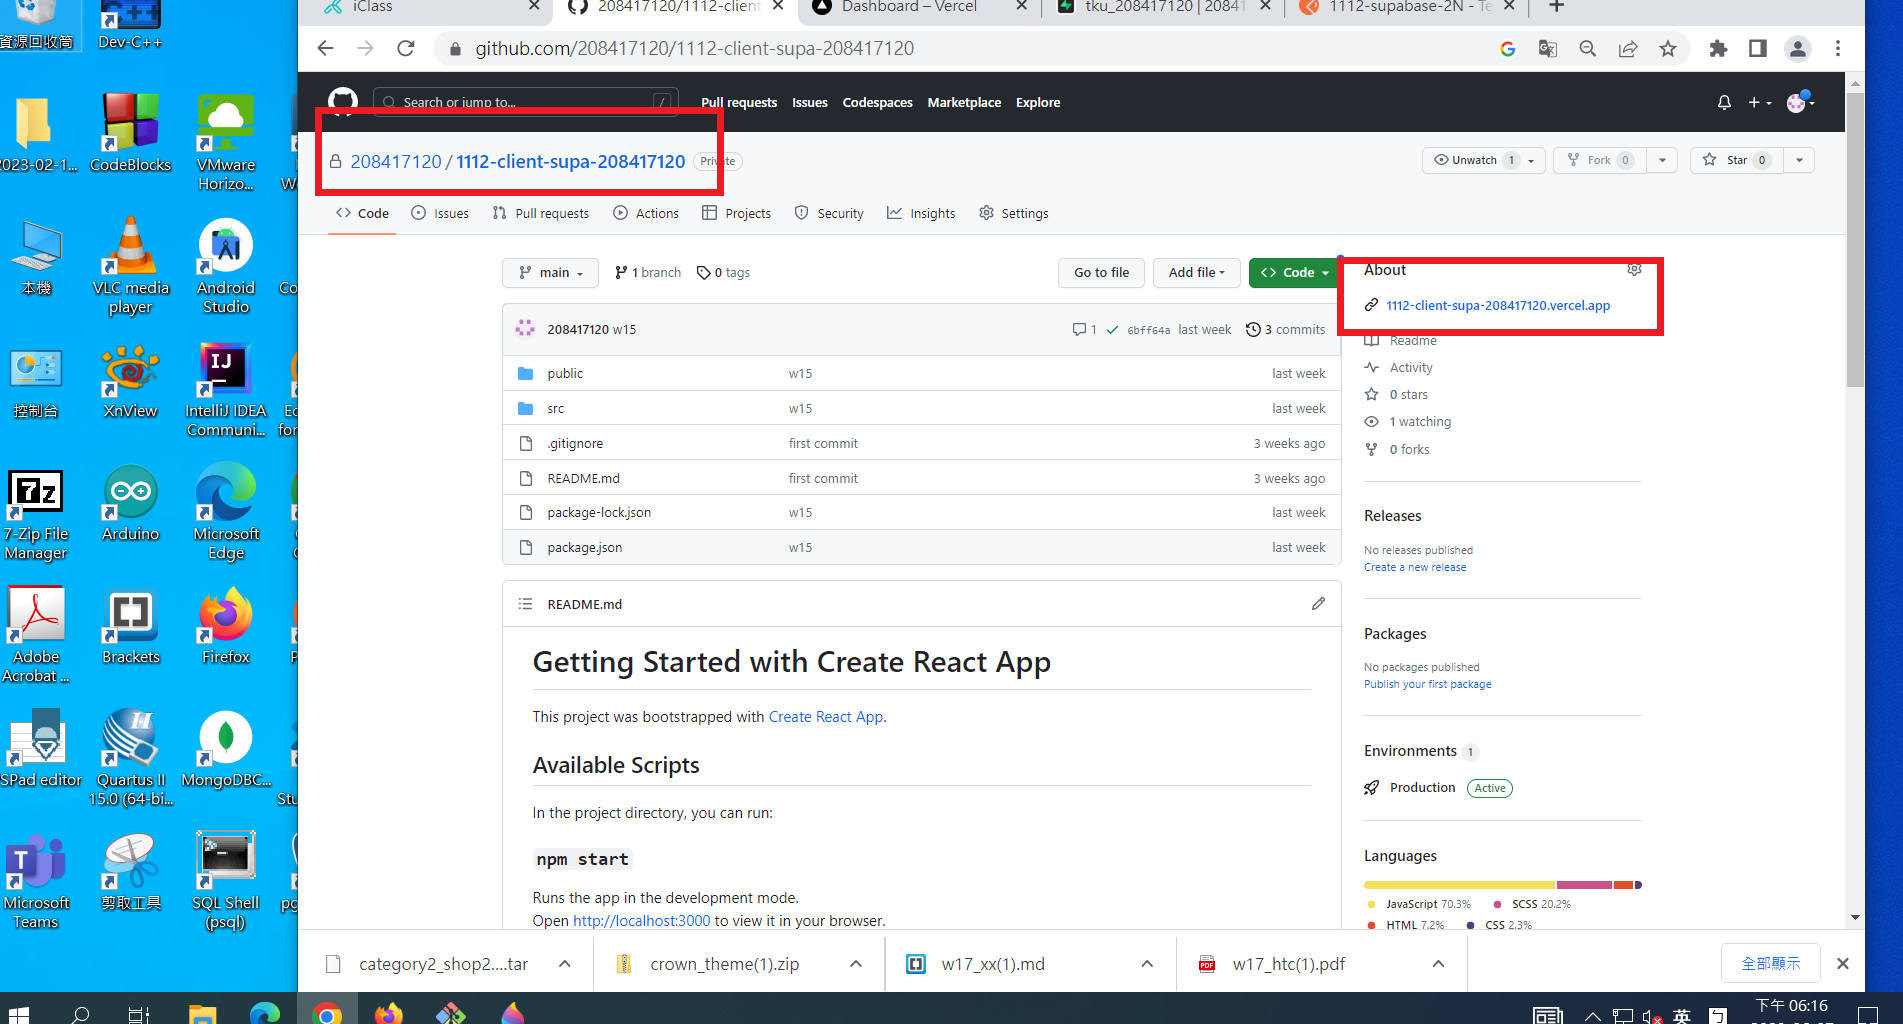 iClass
208417120/1112-client
Dashboard – Vercel
tku_208417120 | 20841
1112-supabase-2N - Te
github.com/208417120/1112-client-supa-208417120
Search or jump to...
/
Pull requests
Issues
Codespaces
Marketplace
Explore
208417120 / 1112-client-supa-208417120
Private
Unwatch 1
Fork 0
Star 0
Code
Issues
Pull requests
Actions
Projects
Security
Insights
Settings
main
1 branch
0 tags
Go to file
Add file
Code
208417120 w15
1
6bff64a last week
3 commits
public w15 last week
src w15 last week
.gitignore first commit 3 weeks ago
README.md first commit 3 weeks ago
package-lock.json w15 last week
package.json w15 last week
README.md
Getting Started with Create React App
This project was bootstrapped with Create React App.
Available Scripts
In the project directory, you can run:
npm start
Runs the app in the development mode.
Open http://localhost:3000 to view it in your browser.
About
1112-client-supa-208417120.vercel.app
Readme
Activity
0 stars
1 watching
0 forks
Releases
No releases published
Create a new release
Packages
No packages published
Publish your first package
Environments 1
Production Active
Languages
JavaScript 70.3%
SCSS 20.2%
HTML 7.2%
CSS 2.3%
category2_shop2....tar
crown_theme(1).zip
w17_xx(1).md
w17_htc(1).pdf
全部顯示
資源回收筒
Dev-C++
2023-02-1...
CodeBlocks
VMware
Horizo...
本機
VLC media
player
Android
Studio
Co
控制台
XnView
IntelliJ IDEA
Communi...
Ec
for
7-Zip File
Manager
Arduino
Microsoft
Edge
Adobe
Acrobat ...
Brackets
Firefox
P
SPad editor
Quartus II
15.0 (64-bi...
MongoDBC...
Stu
Microsoft
Teams
剪取工具
SQL Shell
(psql)
pg
英
下午 06:16